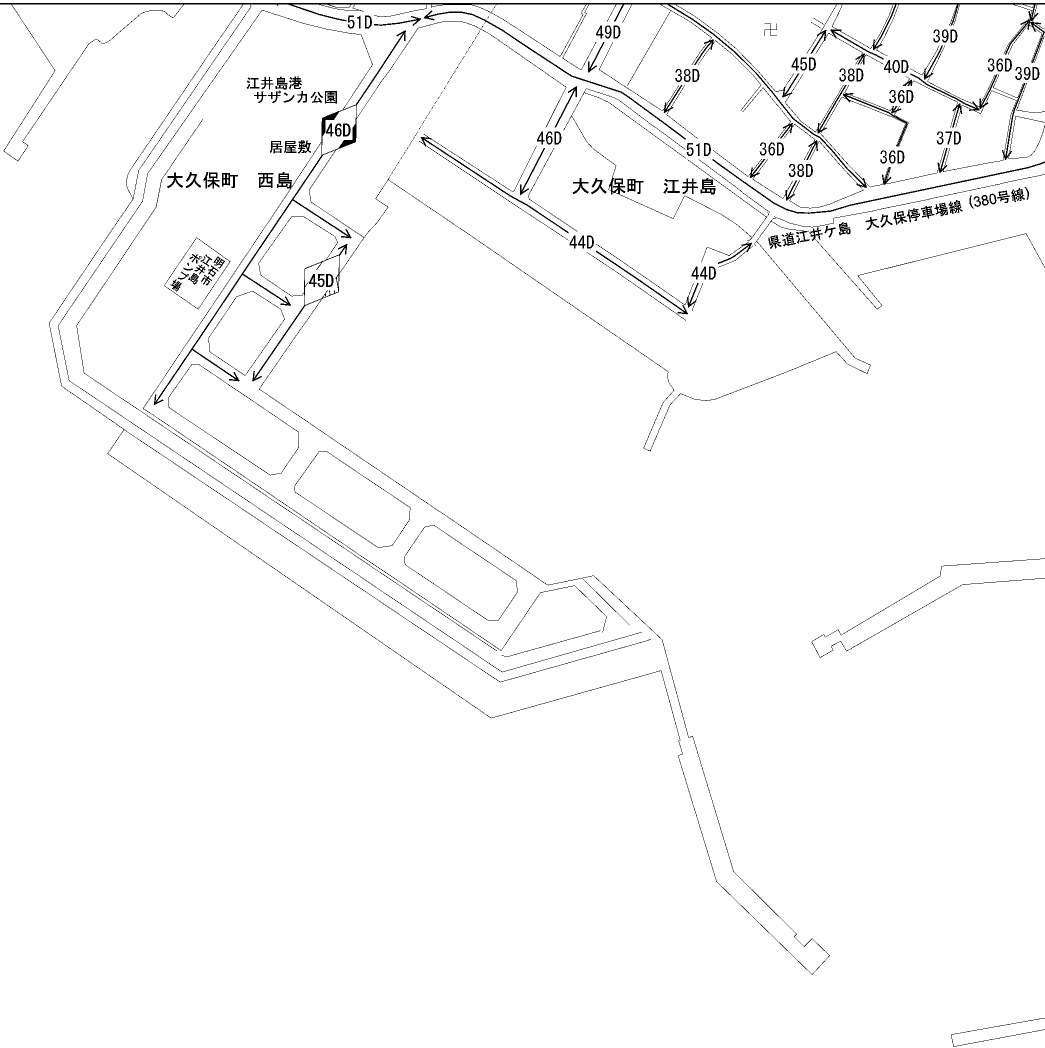 51D
49D
39D
45D
40D
36D
39D
38D
38D
36D
江井島港
サザンカ公園
46D
居屋敷
46D
51D
36D
38D
36D
37D
大久保町　西島
大久保町　江井島
県道江井ケ島　大久保停車場線 (380号線)
44D
44D
45D
明石市
江井島
ポンプ場
卍